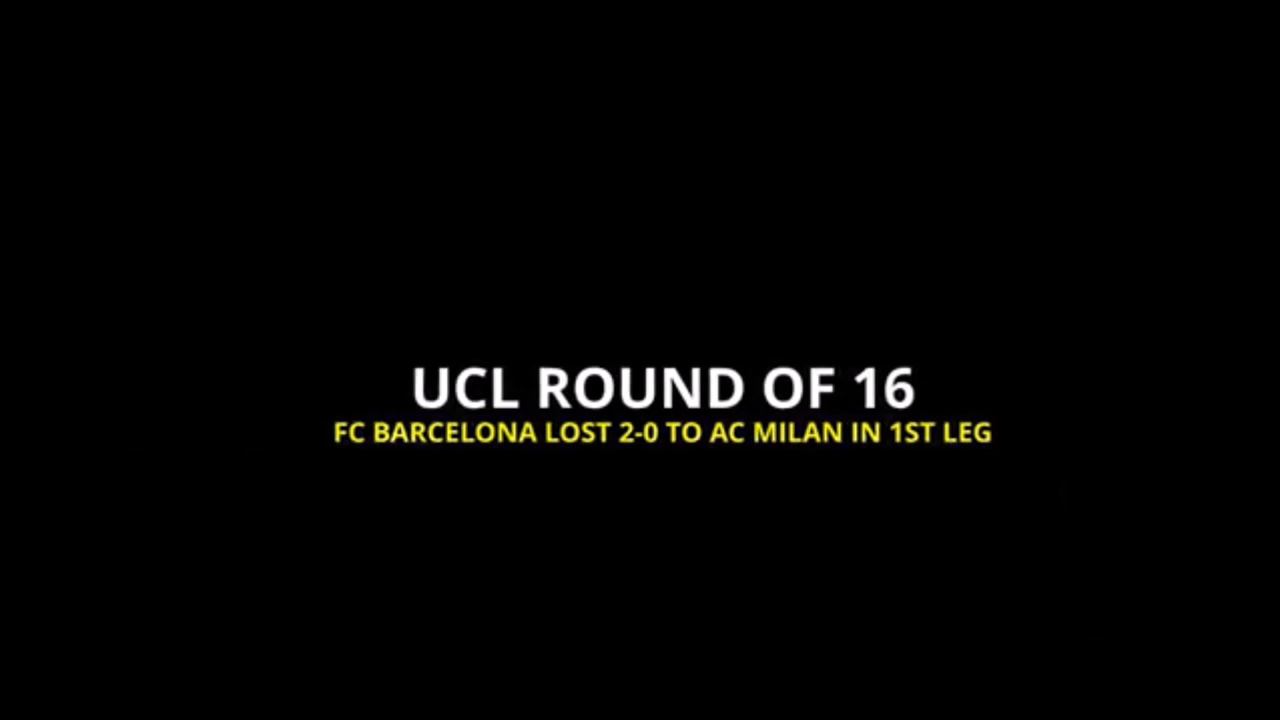 UCL ROUND OF 16
FC BARCELONA LOST 2-0 TO AC MILAN IN 1ST LEG